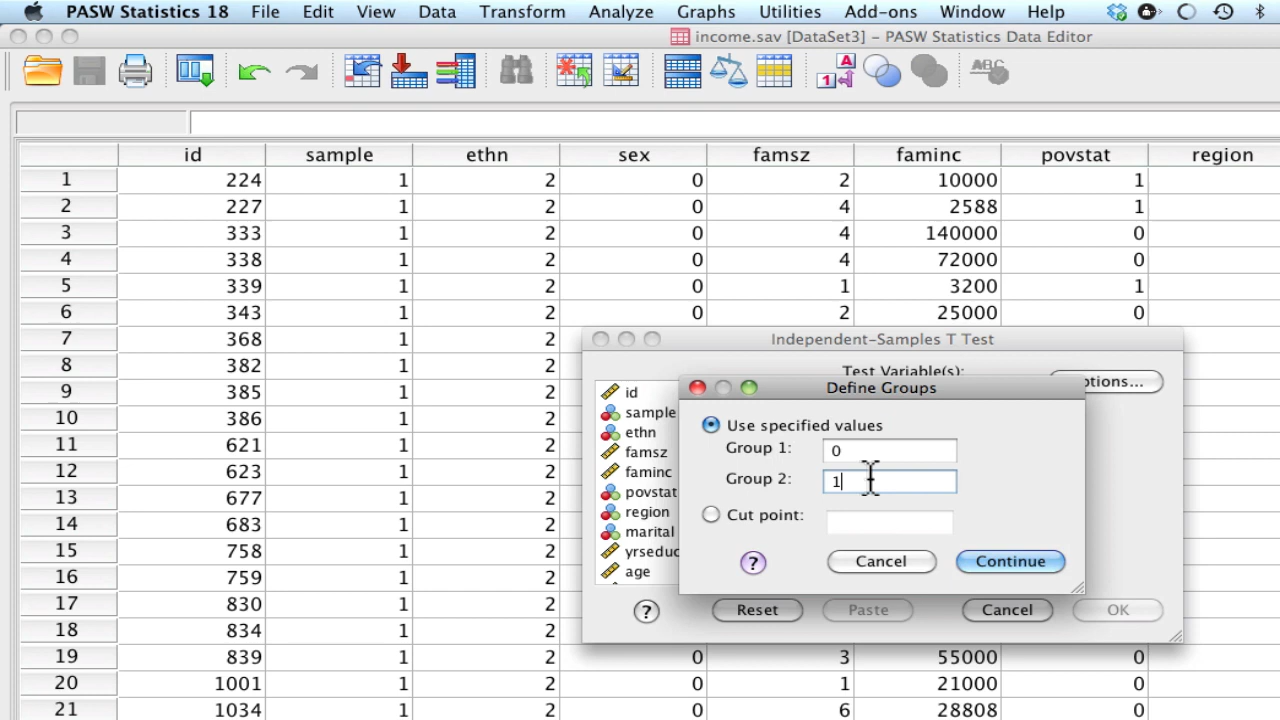 PASW Statistics 18 File Edit View Data Transform Analyze Graphs Utilities Add-ons Window Help
income.sav [DataSet3] – PASW Statistics Data Editor
id sample ethn sex famsz faminc povstat region
1 224 1 2 0 2 10000 1
2 227 1 2 0 4 2588 1
3 333 1 2 0 4 140000 0
4 338 1 2 0 4 72000 0
5 339 1 2 0 1 3200 1
6 343 1 2 0 2 25000 0
7 368 1 2
8 382 1 2
9 385 1 2
10 386 1 2
11 621 1 2
12 623 1 2
13 677 1 2
14 683 1 2
15 758 1 2
16 759 1 2
17 830 1 2
18 834 1 2
19 839 1 2 0 3 55000 0
20 1001 1 2 0 1 21000 0
21 1034 1 2 0 6 28808 0
Independent-Samples T Test
Test Variable(s):
ptions...
id
sample
ethn
famsz
faminc
povstat
region
marital
yrseduc
age
Define Groups
Use specified values
Group 1: 0
Group 2: 1
Cut point:
? Cancel Continue
? Reset Paste Cancel OK